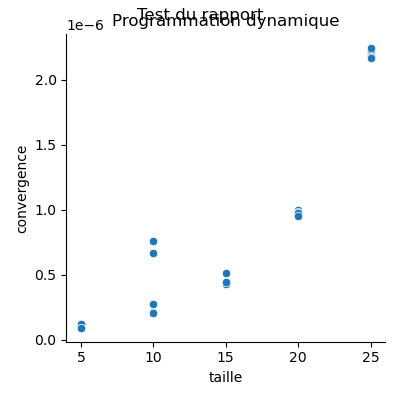 Test du rapport
Programmation dynamique
1e−6
2.0
1.5
1.0
0.5
0.0
convergence
5 10 15 20 25
taille